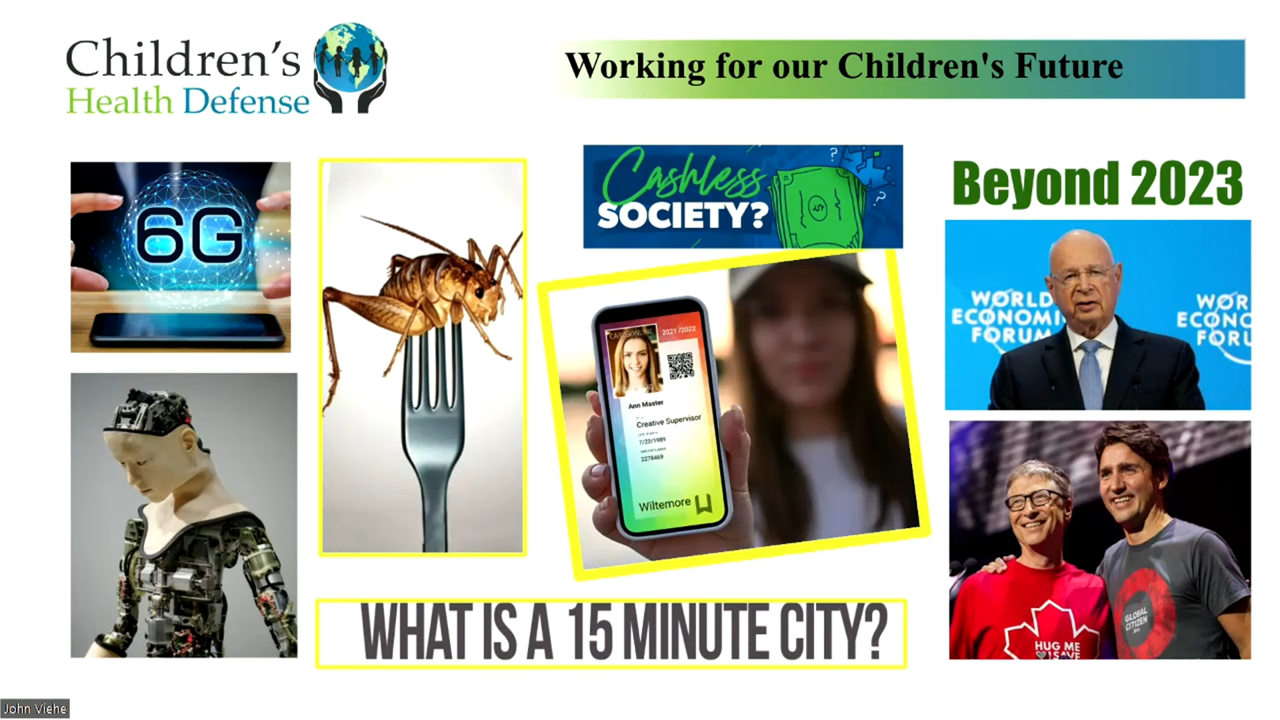 Children's
Health Defense
Working for our Children's Future
6G
Cashless
SOCIETY?
? ?
$
Beyond 2023
WORLD
ECONOMIC
FORUM
WORLD
ECONO
FORU
2021/2022
Ann Master
Creative Supervisor
7/23/1989
2276469
Wiltemore
GLOBAL
CITIZEN
HUG ME
WHAT IS A 15 MINUTE CITY?
John Viehe